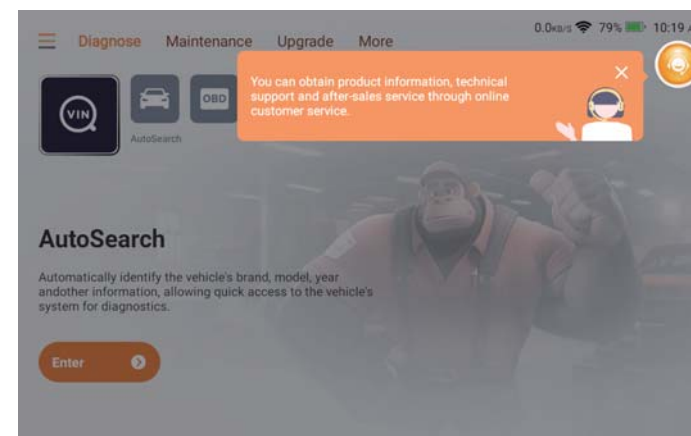 0.0KB/S 79% 10:19
Diagnose Maintenance Upgrade More
You can obtain product information, technical
support and after-sales service through online
customer service.
VIN
OBD
AutoSearch
AutoSearch
Automatically identify the vehicle's brand, model, year
andother information, allowing quick access to the vehicle's
system for diagnostics.
Enter